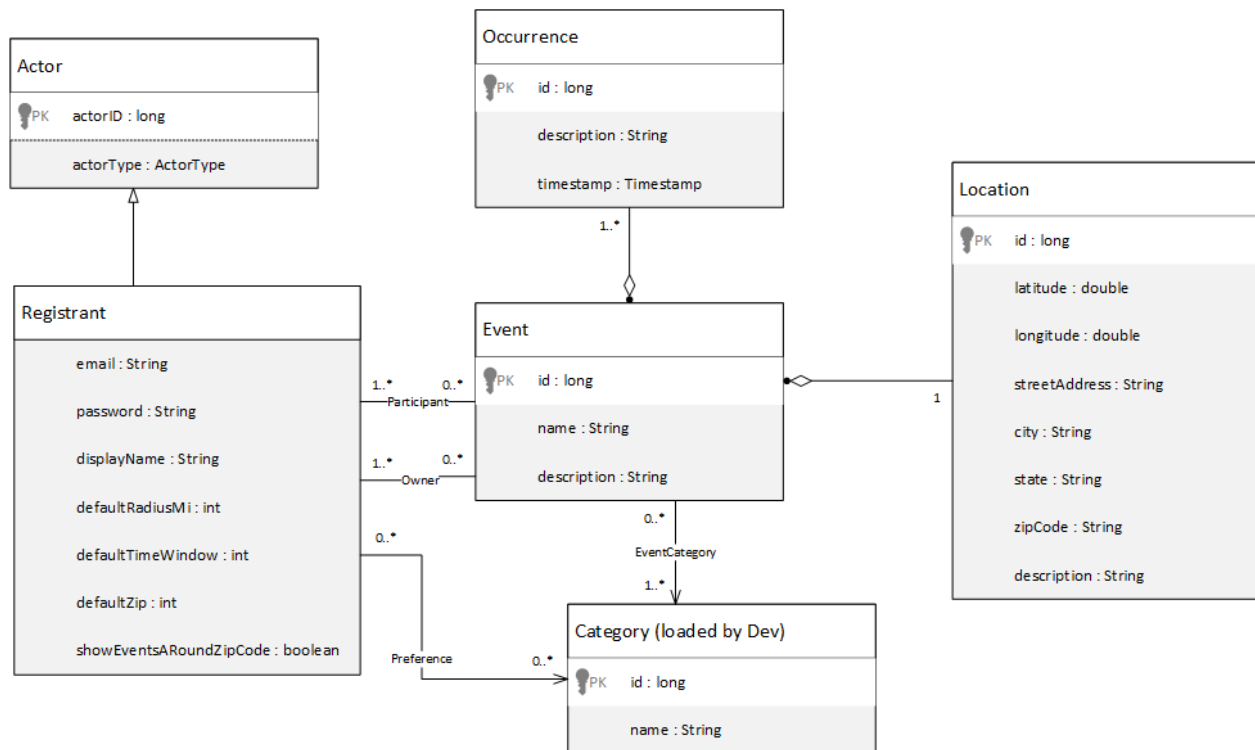 Actor
PK actorID : long
actorType : ActorType
Occurrence
PK id : long
description : String
timestamp : Timestamp
1..*
Location
PK id : long
latitude : double
longitude : double
streetAddress : String
city : String
state : String
zipCode : String
description : String
1
Registrant
email : String
password : String
displayName : String
defaultRadiusMi : int
defaultTimeWindow : int
defaultZip : int
showEventsARoundZipCode : boolean
1..* 0..*
Participant
1..* 0..*
Owner
0..*
Preference
0..*
Event
PK id : long
name : String
description : String
0..*
EventCategory
1..*
Category (loaded by Dev)
PK id : long
name : String